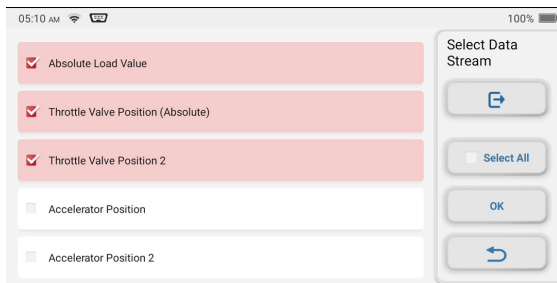 05:10 AM
100%
Select Data
Stream
Absolute Load Value
Throttle Valve Position (Absolute)
Throttle Valve Position 2
Accelerator Position
Accelerator Position 2
Select All
OK